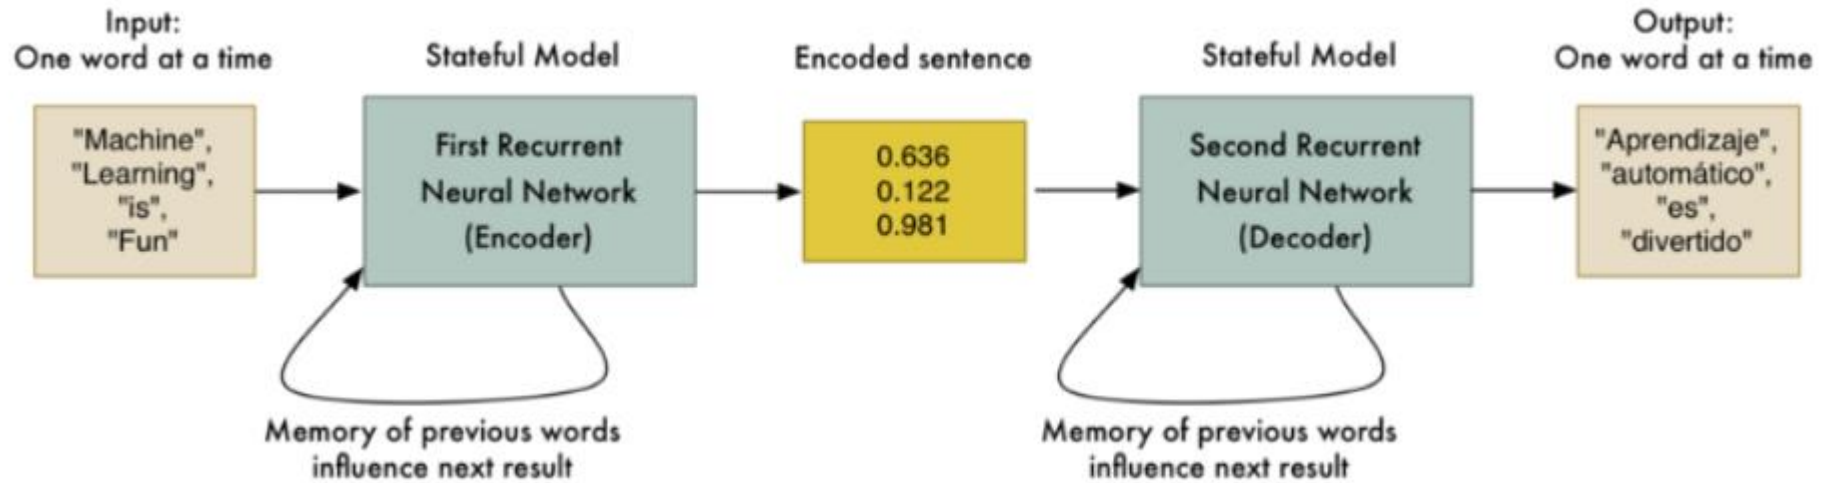 Input:
One word at a time
"Machine",
"Learning",
"is",
"Fun"
Stateful Model
First Recurrent
Neural Network
(Encoder)
Memory of previous words
influence next result
Encoded sentence
0.636
0.122
0.981
Stateful Model
Second Recurrent
Neural Network
(Decoder)
Memory of previous words
influence next result
Output:
One word at a time
"Aprendizaje",
"automático",
"es",
"divertido"